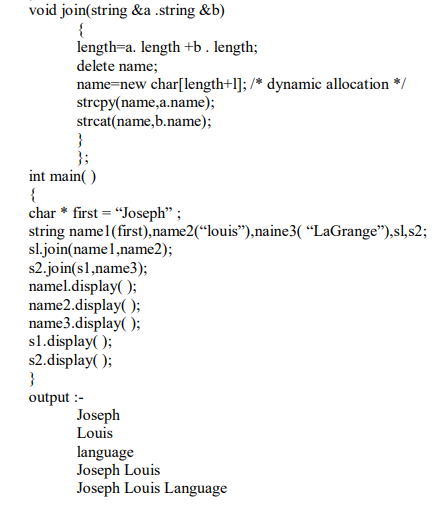 void join(string &a .string &b)
{
length=a. length +b . length;
delete name;
name=new char[length+l]; /* dynamic allocation */
strcpy(name,a.name);
strcat(name,b.name);
}
};
int main( )
{
char * first = “Joseph” ;
string name1(first),name2(“louis”),naine3( “LaGrange”),sl,s2;
sl.join(name1,name2);
s2.join(s1,name3);
namel.display( );
name2.display( );
name3.display( );
s1.display( );
s2.display( );
}
output :-
Joseph
Louis
language
Joseph Louis
Joseph Louis Language